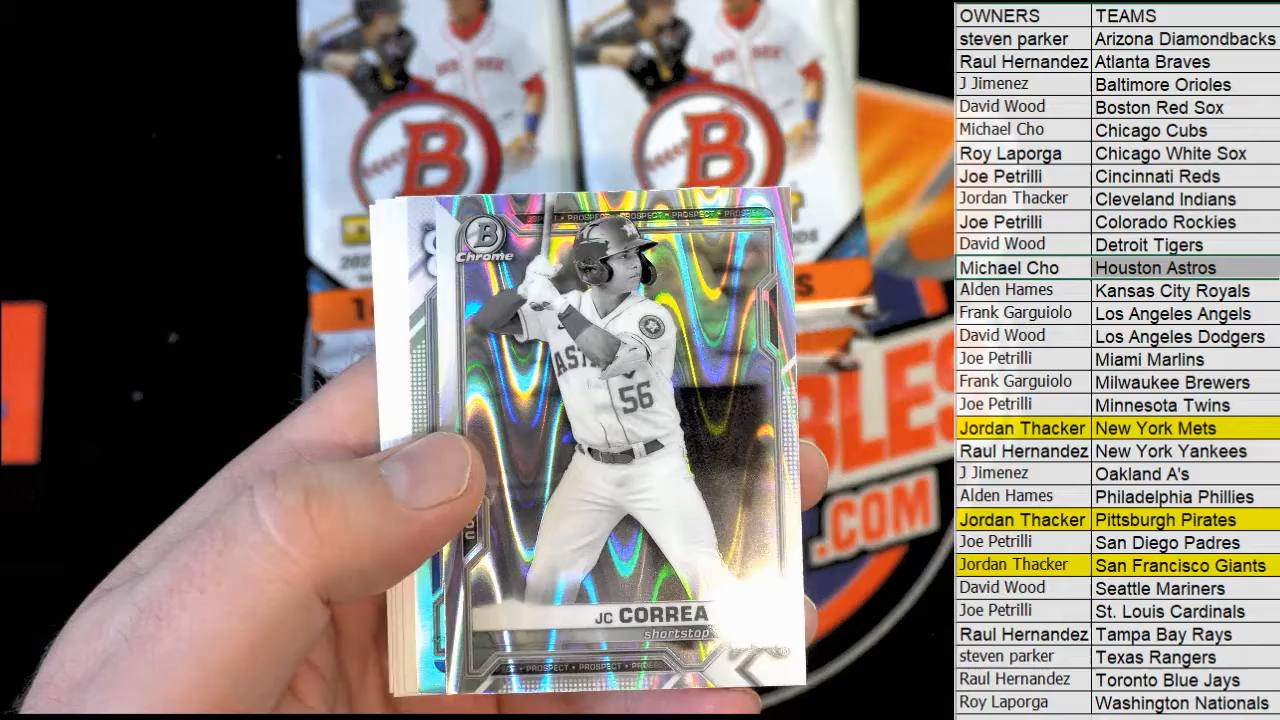 B
B
B
Chrome
PROSPECT • PROSPECT • PROSPECT
56
JC CORREA
shortstop
PROSPECT • PROSPECT
.COM
OWNERS TEAMS
steven parker Arizona Diamondbacks
Raul Hernandez Atlanta Braves
J Jimenez Baltimore Orioles
David Wood Boston Red Sox
Michael Cho Chicago Cubs
Roy Laporga Chicago White Sox
Joe Petrilli Cincinnati Reds
Jordan Thacker Cleveland Indians
Joe Petrilli Colorado Rockies
David Wood Detroit Tigers
Michael Cho Houston Astros
Alden Hames Kansas City Royals
Frank Garguiolo Los Angeles Angels
David Wood Los Angeles Dodgers
Joe Petrilli Miami Marlins
Frank Garguiolo Milwaukee Brewers
Joe Petrilli Minnesota Twins
Jordan Thacker New York Mets
Raul Hernandez New York Yankees
J Jimenez Oakland A's
Alden Hames Philadelphia Phillies
Jordan Thacker Pittsburgh Pirates
Joe Petrilli San Diego Padres
Jordan Thacker San Francisco Giants
David Wood Seattle Mariners
Joe Petrilli St. Louis Cardinals
Raul Hernandez Tampa Bay Rays
steven parker Texas Rangers
Raul Hernandez Toronto Blue Jays
Roy Laporga Washington Nationals